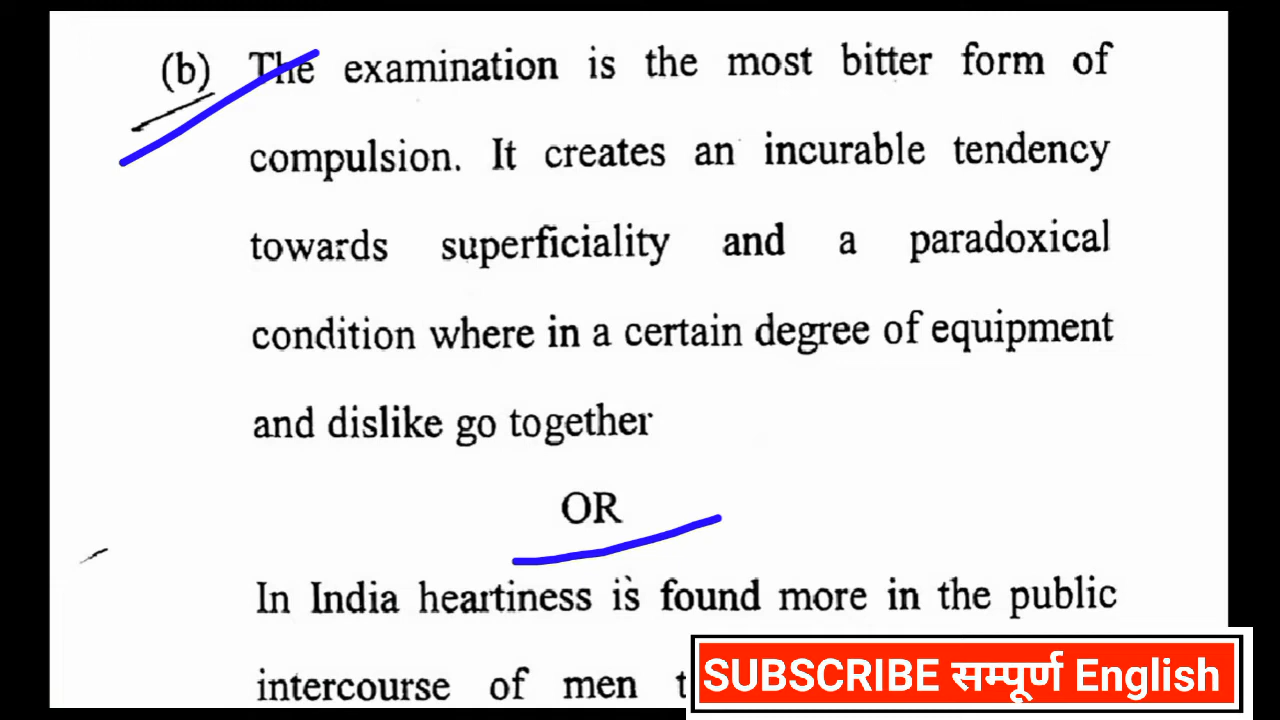 (b) The examination is the most bitter form of
compulsion. It creates an incurable tendency
towards superficiality and a paradoxical
condition where in a certain degree of equipment
and dislike go together
OR
In India heartiness is found more in the public
intercourse of men
SUBSCRIBE सम्पूर्ण English